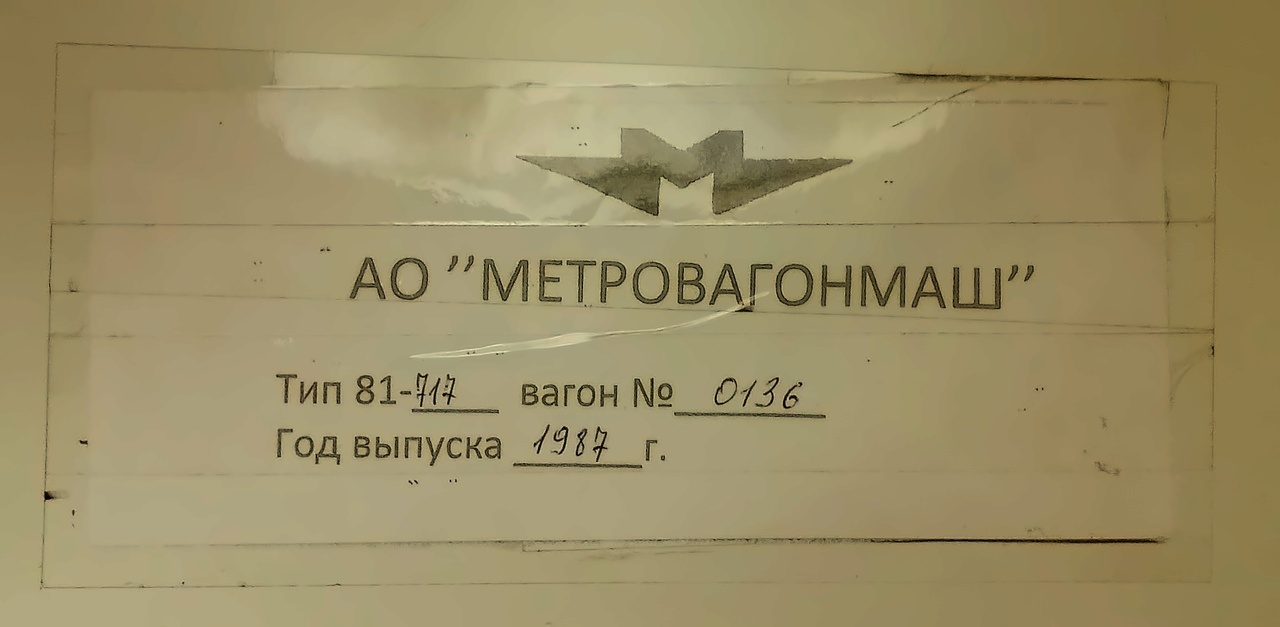 М
АО ’’МЕТРОВАГОНМАШ’’
Тип 81-717 вагон № 0136
Год выпуска 1987 г.